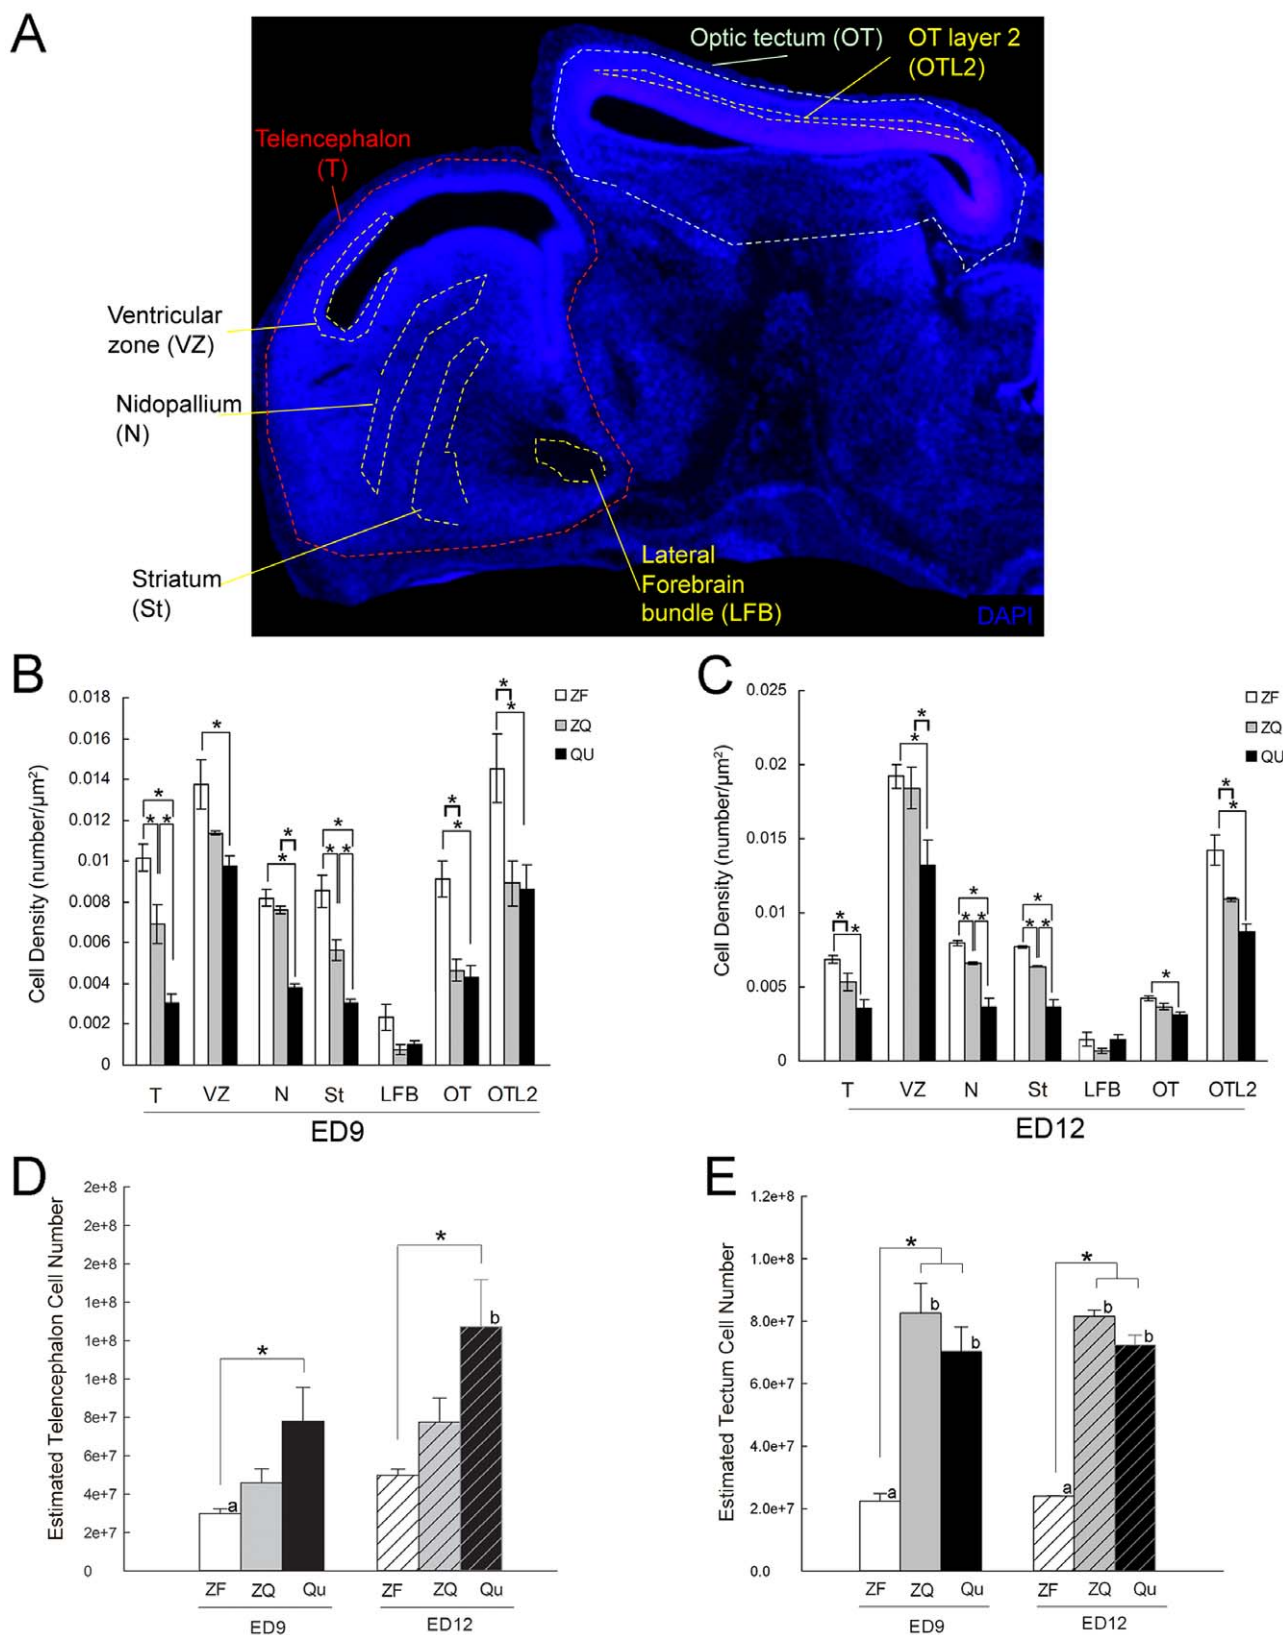 A
Optic tectum (OT)
OT layer 2
(OTL2)
Telencephalon
(T)
Ventricular
zone (VZ)
Nidopallium
(N)
Striatum
(St)
Lateral
Forebrain
bundle (LFB)
DAPI
B
Cell Density (number/μm²)
0.018
0.016
0.014
0.012
0.01
0.008
0.006
0.004
0.002
0
* * * * * * * * * * * * * *
ZF
ZQ
QU
T VZ N St LFB OT OTL2
ED9
C
Cell Density (number/μm²)
0.025
0.02
0.015
0.01
0.005
0
* * * * * * * * * * * * *
ZF
ZQ
QU
T VZ N St LFB OT OTL2
ED12
D
Estimated Telencephalon Cell Number
2e+8
2e+8
2e+8
1e+8
1e+8
1e+8
8e+7
6e+7
4e+7
2e+7
0
* *
a b
ZF ZQ Qu ZF ZQ Qu
ED9 ED12
E
Estimated Tectum Cell Number
1.2e+8
1.0e+8
8.0e+7
6.0e+7
4.0e+7
2.0e+7
0.0
* *
a b b a b b
ZF ZQ Qu ZF ZQ Qu
ED9 ED12